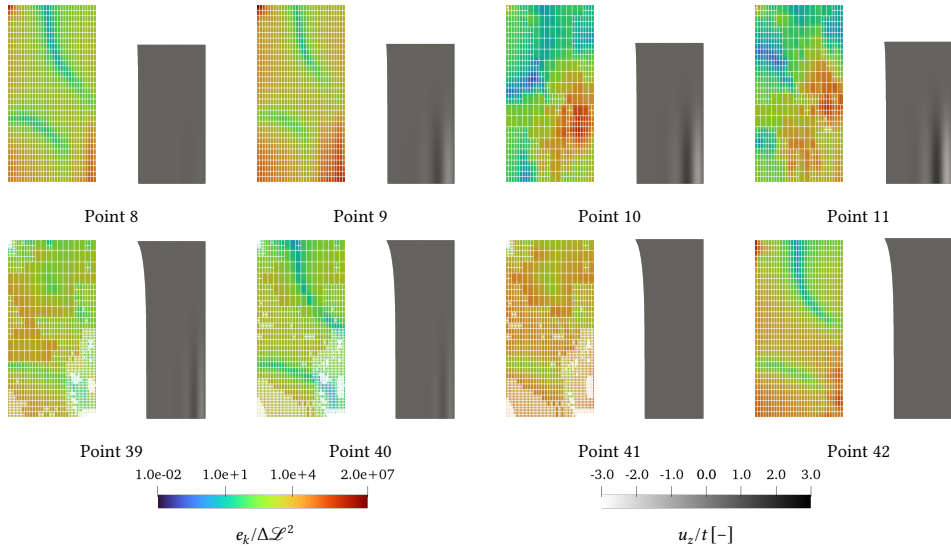 Point 8 Point 9 Point 10 Point 11
Point 39 Point 40 Point 41 Point 42
1.0e-02 1.0e+1 1.0e+4 2.0e+07 -3.0 -2.0 -1.0 0.0 1.0 2.0 3.0
e_k/Δℒ² u_z/t [−]